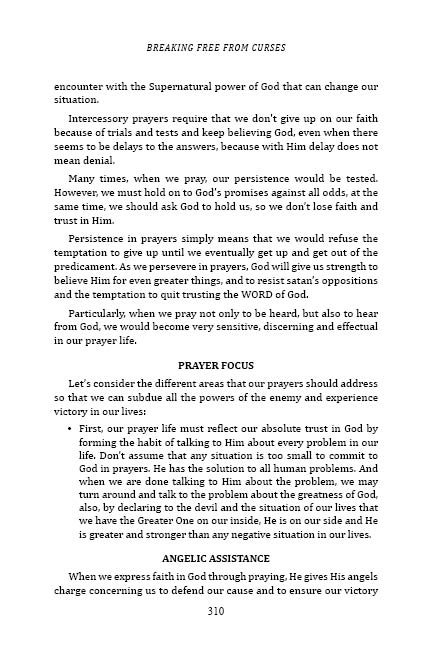 BREAKING FREE FROM CURSES
encounter with the Supernatural power of God that can change our
situation.
Intercessory prayers require that we don't give up on our faith
because of trials and tests and keep believing God, even when there
seems to be delays to the answers, because with Him delay does not
mean denial.
Many times, when we pray, our persistence would be tested.
However, we must hold on to God's promises against all odds, at the
same time, we should ask God to hold us, so we don't lose faith and
trust in Him.
Persistence in prayers simply means that we would refuse the
temptation to give up until we eventually get up and get out of the
predicament. As we persevere in prayers, God will give us strength to
believe Him for even greater things, and to resist satan's oppositions
and the temptation to quit trusting the WORD of God.
Particularly, when we pray not only to be heard, but also to hear
from God, we would become very sensitive, discerning and effectual
in our prayer life.
PRAYER FOCUS
Let's consider the different areas that our prayers should address
so that we can subdue all the powers of the enemy and experience
victory in our lives:
• First, our prayer life must reflect our absolute trust in God by
forming the habit of talking to Him about every problem in our
life. Don't assume that any situation is too small to commit to
God in prayers. He has the solution to all human problems. And
when we are done talking to Him about the problem, we may
turn around and talk to the problem about the greatness of God,
also, by declaring to the devil and the situation of our lives that
we have the Greater One on our inside, He is on our side and He
is greater and stronger than any negative situation in our lives.
ANGELIC ASSISTANCE
When we express faith in God through praying, He gives His angels
charge concerning us to defend our cause and to ensure our victory
310